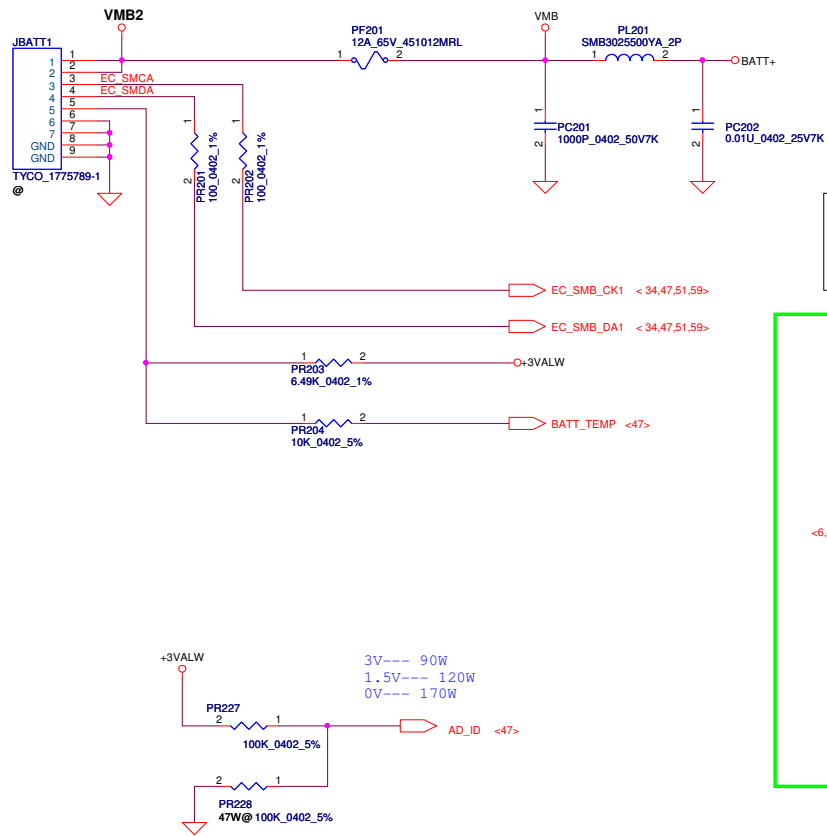 VMB2
JBATT1
1 1
2 2
3 3
4 4
5 5
6 6
7 7
GND 8
GND 9
TYCO_1775789-1
@
EC_SMCA
EC_SMDA
PF201
12A_65V_451012MRL
1 2
VMB
PL201
SMB3025500YA_2P
1 2
BATT+
1
PC201
1000P_0402_50V7K
2
1
PC202
0.01U_0402_25V7K
2
1
PR201
100_0402_1%
2
1
PR202
100_0402_1%
2
EC_SMB_CK1 < 34,47,51,59>
EC_SMB_DA1 < 34,47,51,59>
1 2
PR203
6.49K_0402_1%
+3VALW
1 2
PR204
10K_0402_5%
BATT_TEMP <47>
<6,
+3VALW
3V--- 90W
1.5V--- 120W
0V--- 170W
PR227
2 1
100K_0402_5%
AD_ID <47>
2 1
PR228
47W@ 100K_0402_5%